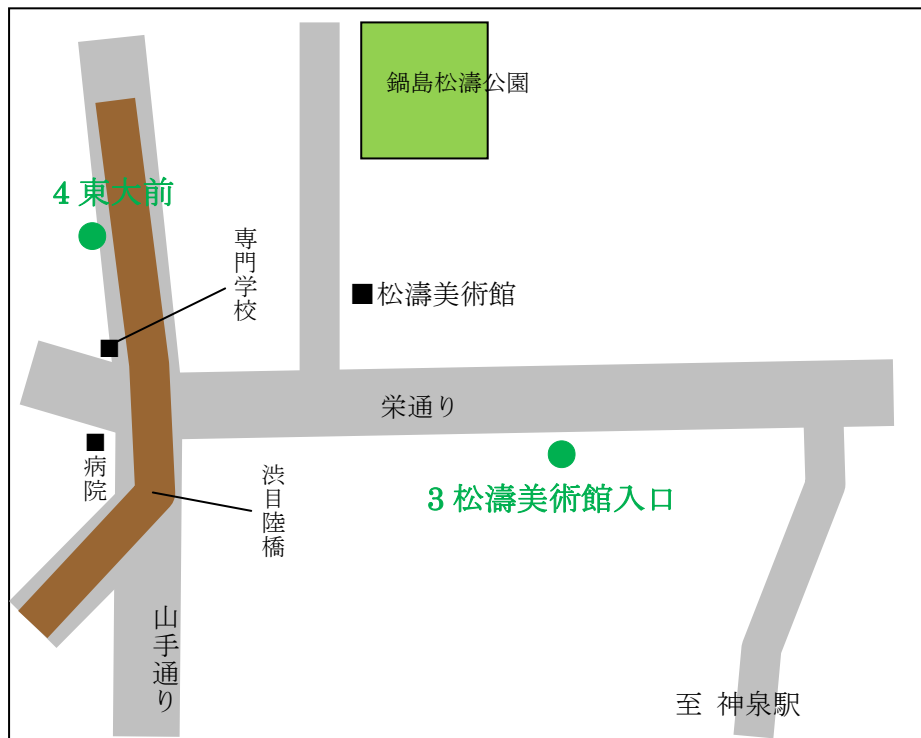 鍋島松濤公園
4 東大前
専門学校
■松濤美術館
栄通り
病院
渋目陸橋
3 松濤美術館入口
山手通り
至 神泉駅